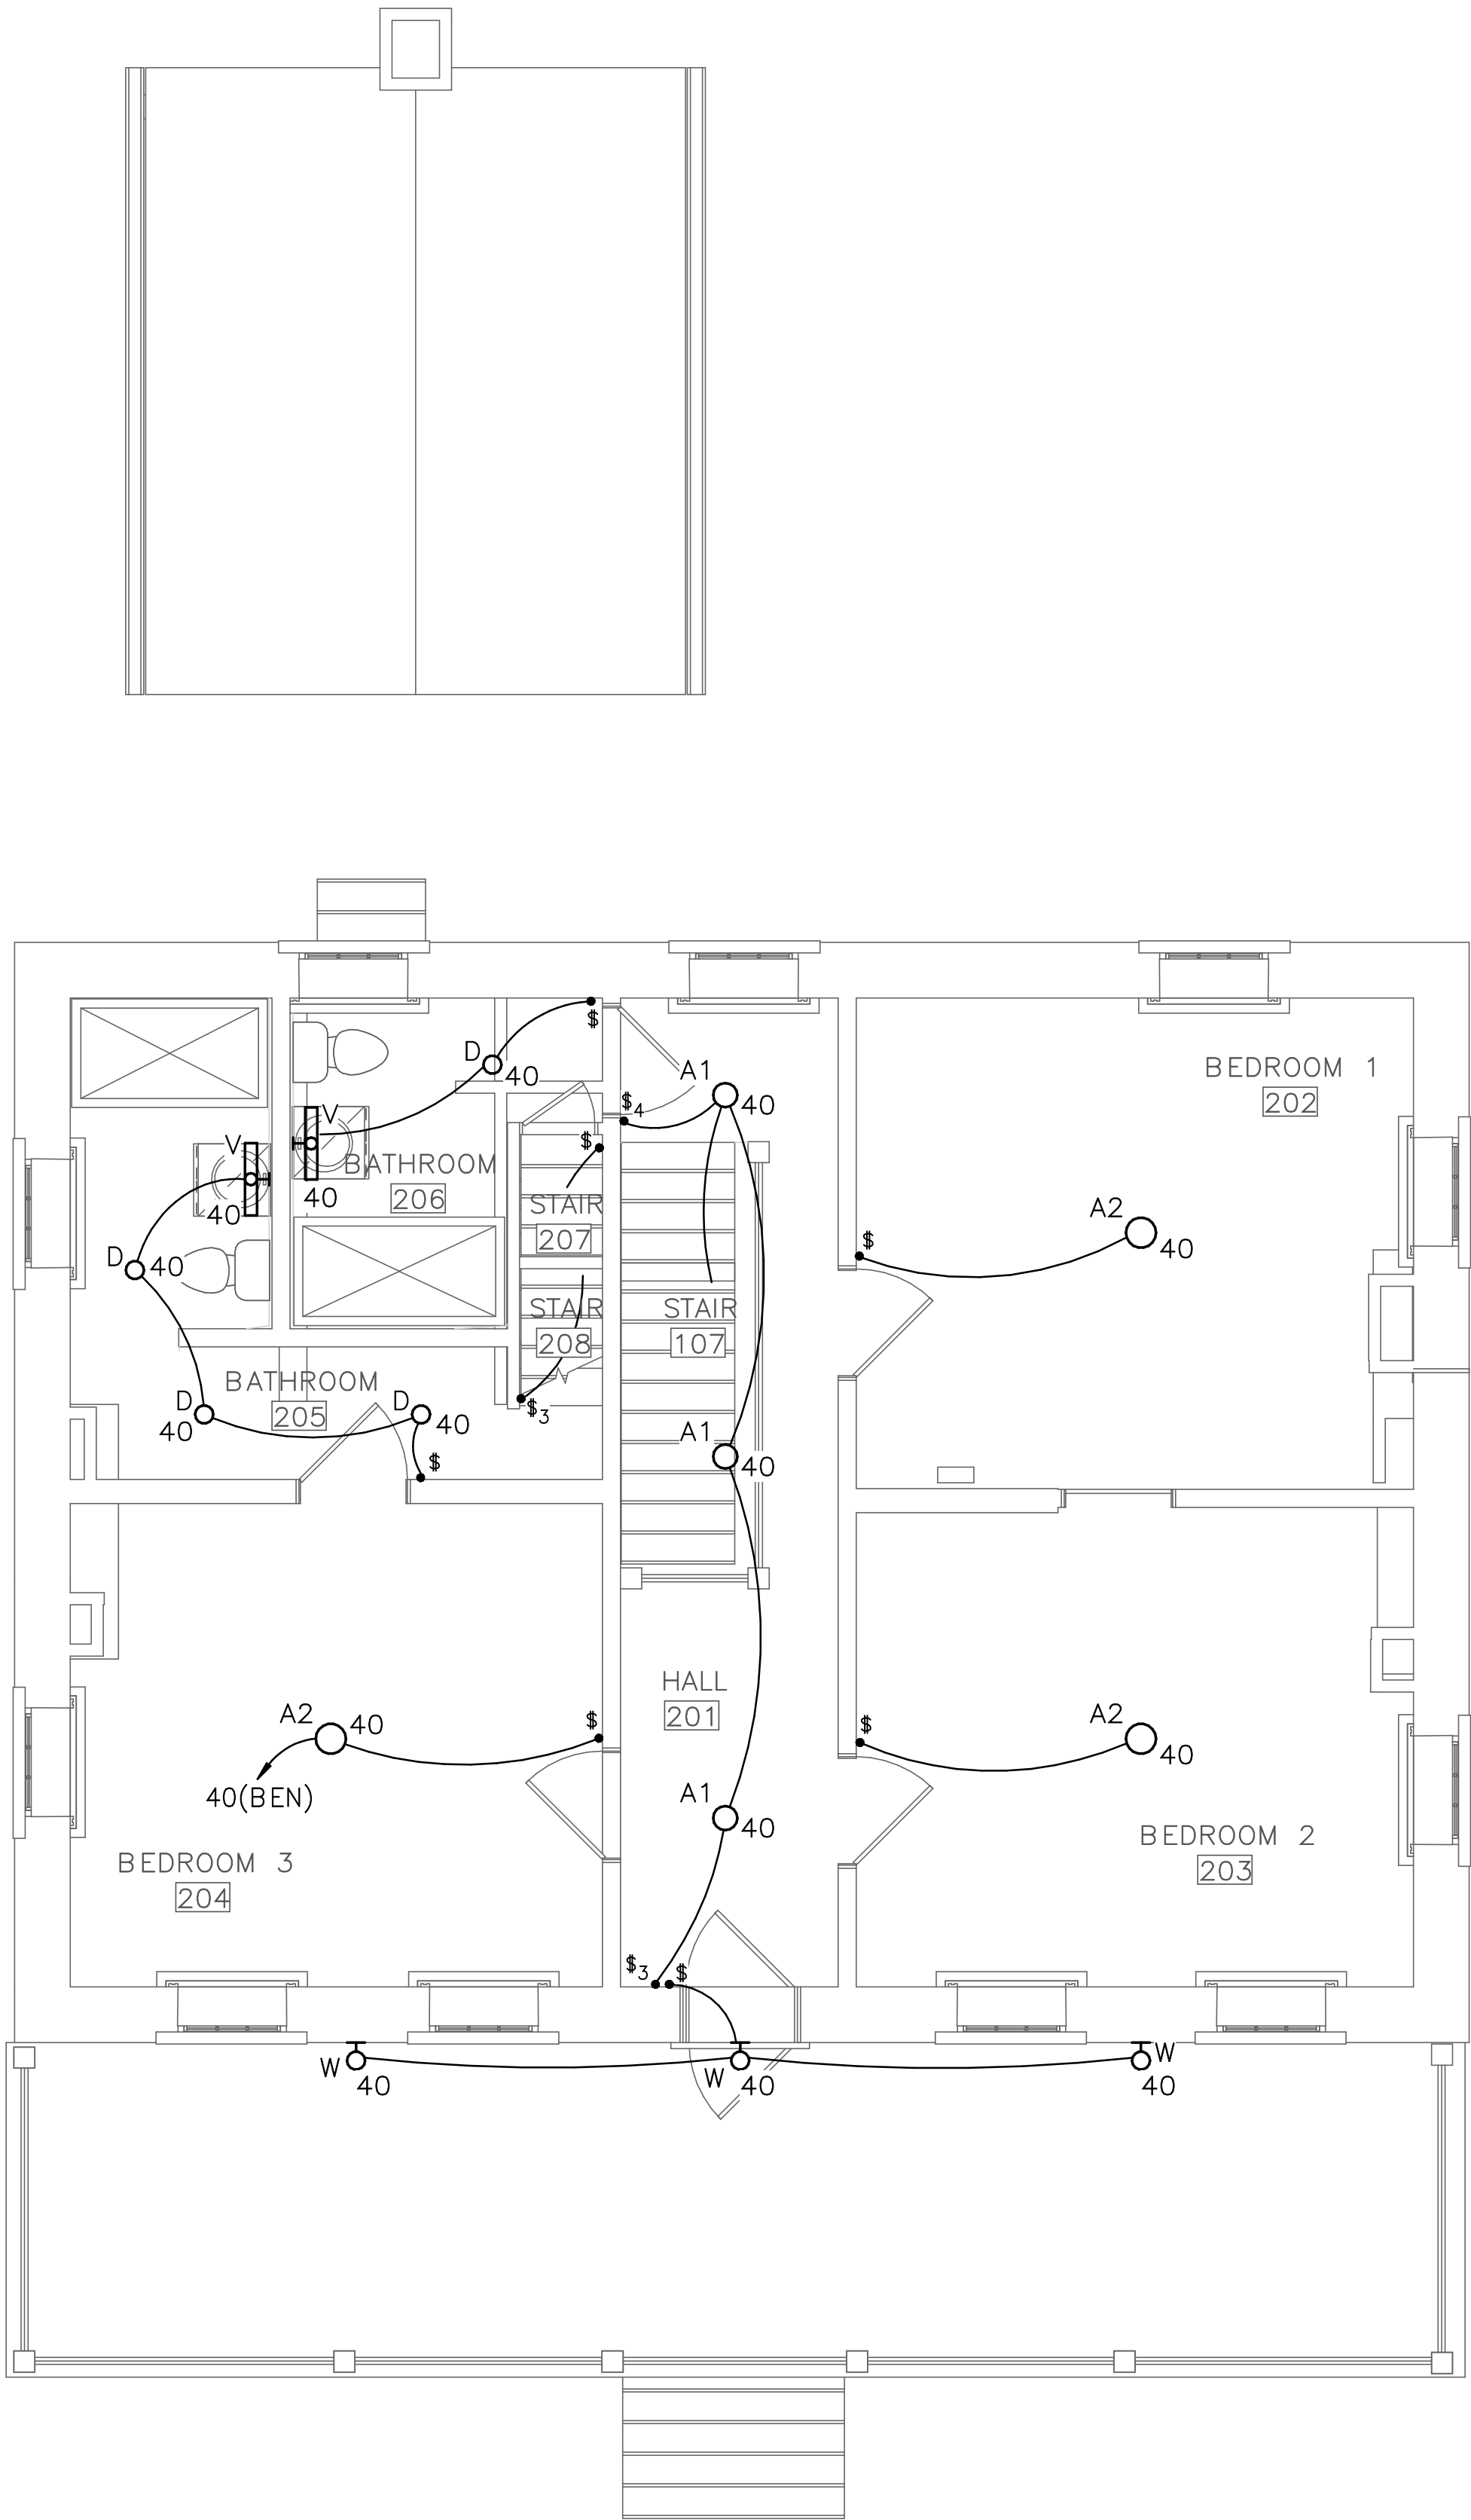 $
D
40
A1
40
$4
V
40
V
40
BATHROOM
206
$
STAIR
207
BEDROOM 1
202
A2
40
$
D
40
STAIR
208
STAIR
107
BATHROOM
205
D
40
D
40
$3
$
A1
40
HALL
201
A2
40
$
40(BEN)
BEDROOM 3
204
A1
40
$
A2
40
BEDROOM 2
203
$3
$
W
40
W
40
W
40